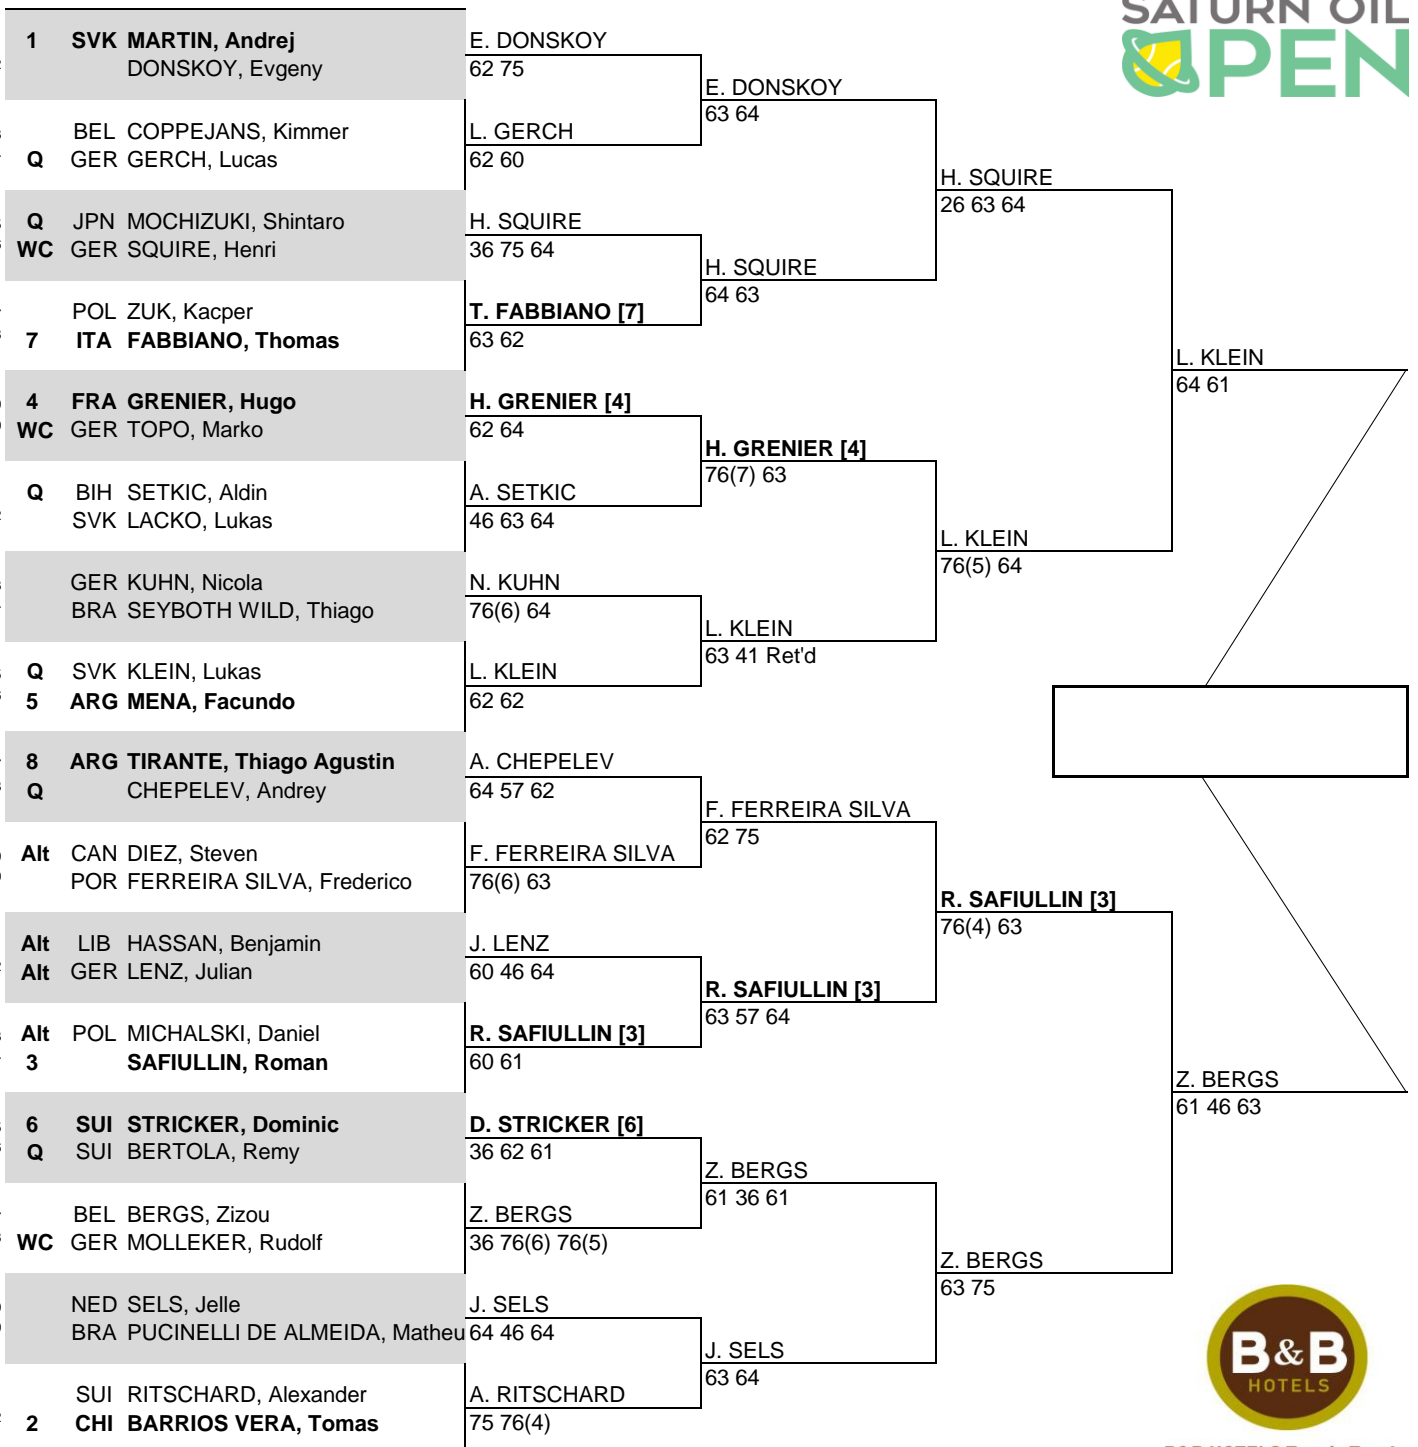 SATURN OIL
OPEN
1 SVK MARTIN, Andrej
DONSKOY, Evgeny
BEL COPPEJANS, Kimmer
Q GER GERCH, Lucas
Q JPN MOCHIZUKI, Shintaro
WC GER SQUIRE, Henri
POL ZUK, Kacper
7 ITA FABBIANO, Thomas
4 FRA GRENIER, Hugo
WC GER TOPO, Marko
Q BIH SETKIC, Aldin
SVK LACKO, Lukas
GER KUHN, Nicola
BRA SEYBOTH WILD, Thiago
Q SVK KLEIN, Lukas
5 ARG MENA, Facundo
8 ARG TIRANTE, Thiago Agustin
Q CHEPELEV, Andrey
Alt CAN DIEZ, Steven
POR FERREIRA SILVA, Frederico
Alt LIB HASSAN, Benjamin
Alt GER LENZ, Julian
Alt POL MICHALSKI, Daniel
3 SAFIULLIN, Roman
6 SUI STRICKER, Dominic
Q SUI BERTOLA, Remy
BEL BERGS, Zizou
WC GER MOLLEKER, Rudolf
NED SELS, Jelle
BRA PUCINELLI DE ALMEIDA, Matheu
SUI RITSCHARD, Alexander
2 CHI BARRIOS VERA, Tomas
E. DONSKOY
62 75
L. GERCH
62 60
H. SQUIRE
36 75 64
T. FABBIANO [7]
63 62
H. GRENIER [4]
62 64
A. SETKIC
46 63 64
N. KUHN
76(6) 64
L. KLEIN
62 62
A. CHEPELEV
64 57 62
F. FERREIRA SILVA
76(6) 63
J. LENZ
60 46 64
R. SAFIULLIN [3]
60 61
D. STRICKER [6]
36 62 61
Z. BERGS
36 76(6) 76(5)
J. SELS
64 46 64
A. RITSCHARD
75 76(4)
E. DONSKOY
63 64
H. SQUIRE
64 63
H. GRENIER [4]
76(7) 63
L. KLEIN
63 41 Ret'd
F. FERREIRA SILVA
62 75
R. SAFIULLIN [3]
63 57 64
Z. BERGS
61 36 61
J. SELS
63 64
H. SQUIRE
26 63 64
L. KLEIN
76(5) 64
R. SAFIULLIN [3]
76(4) 63
Z. BERGS
63 75
L. KLEIN
64 61
Z. BERGS
61 46 63
B&B
HOTELS